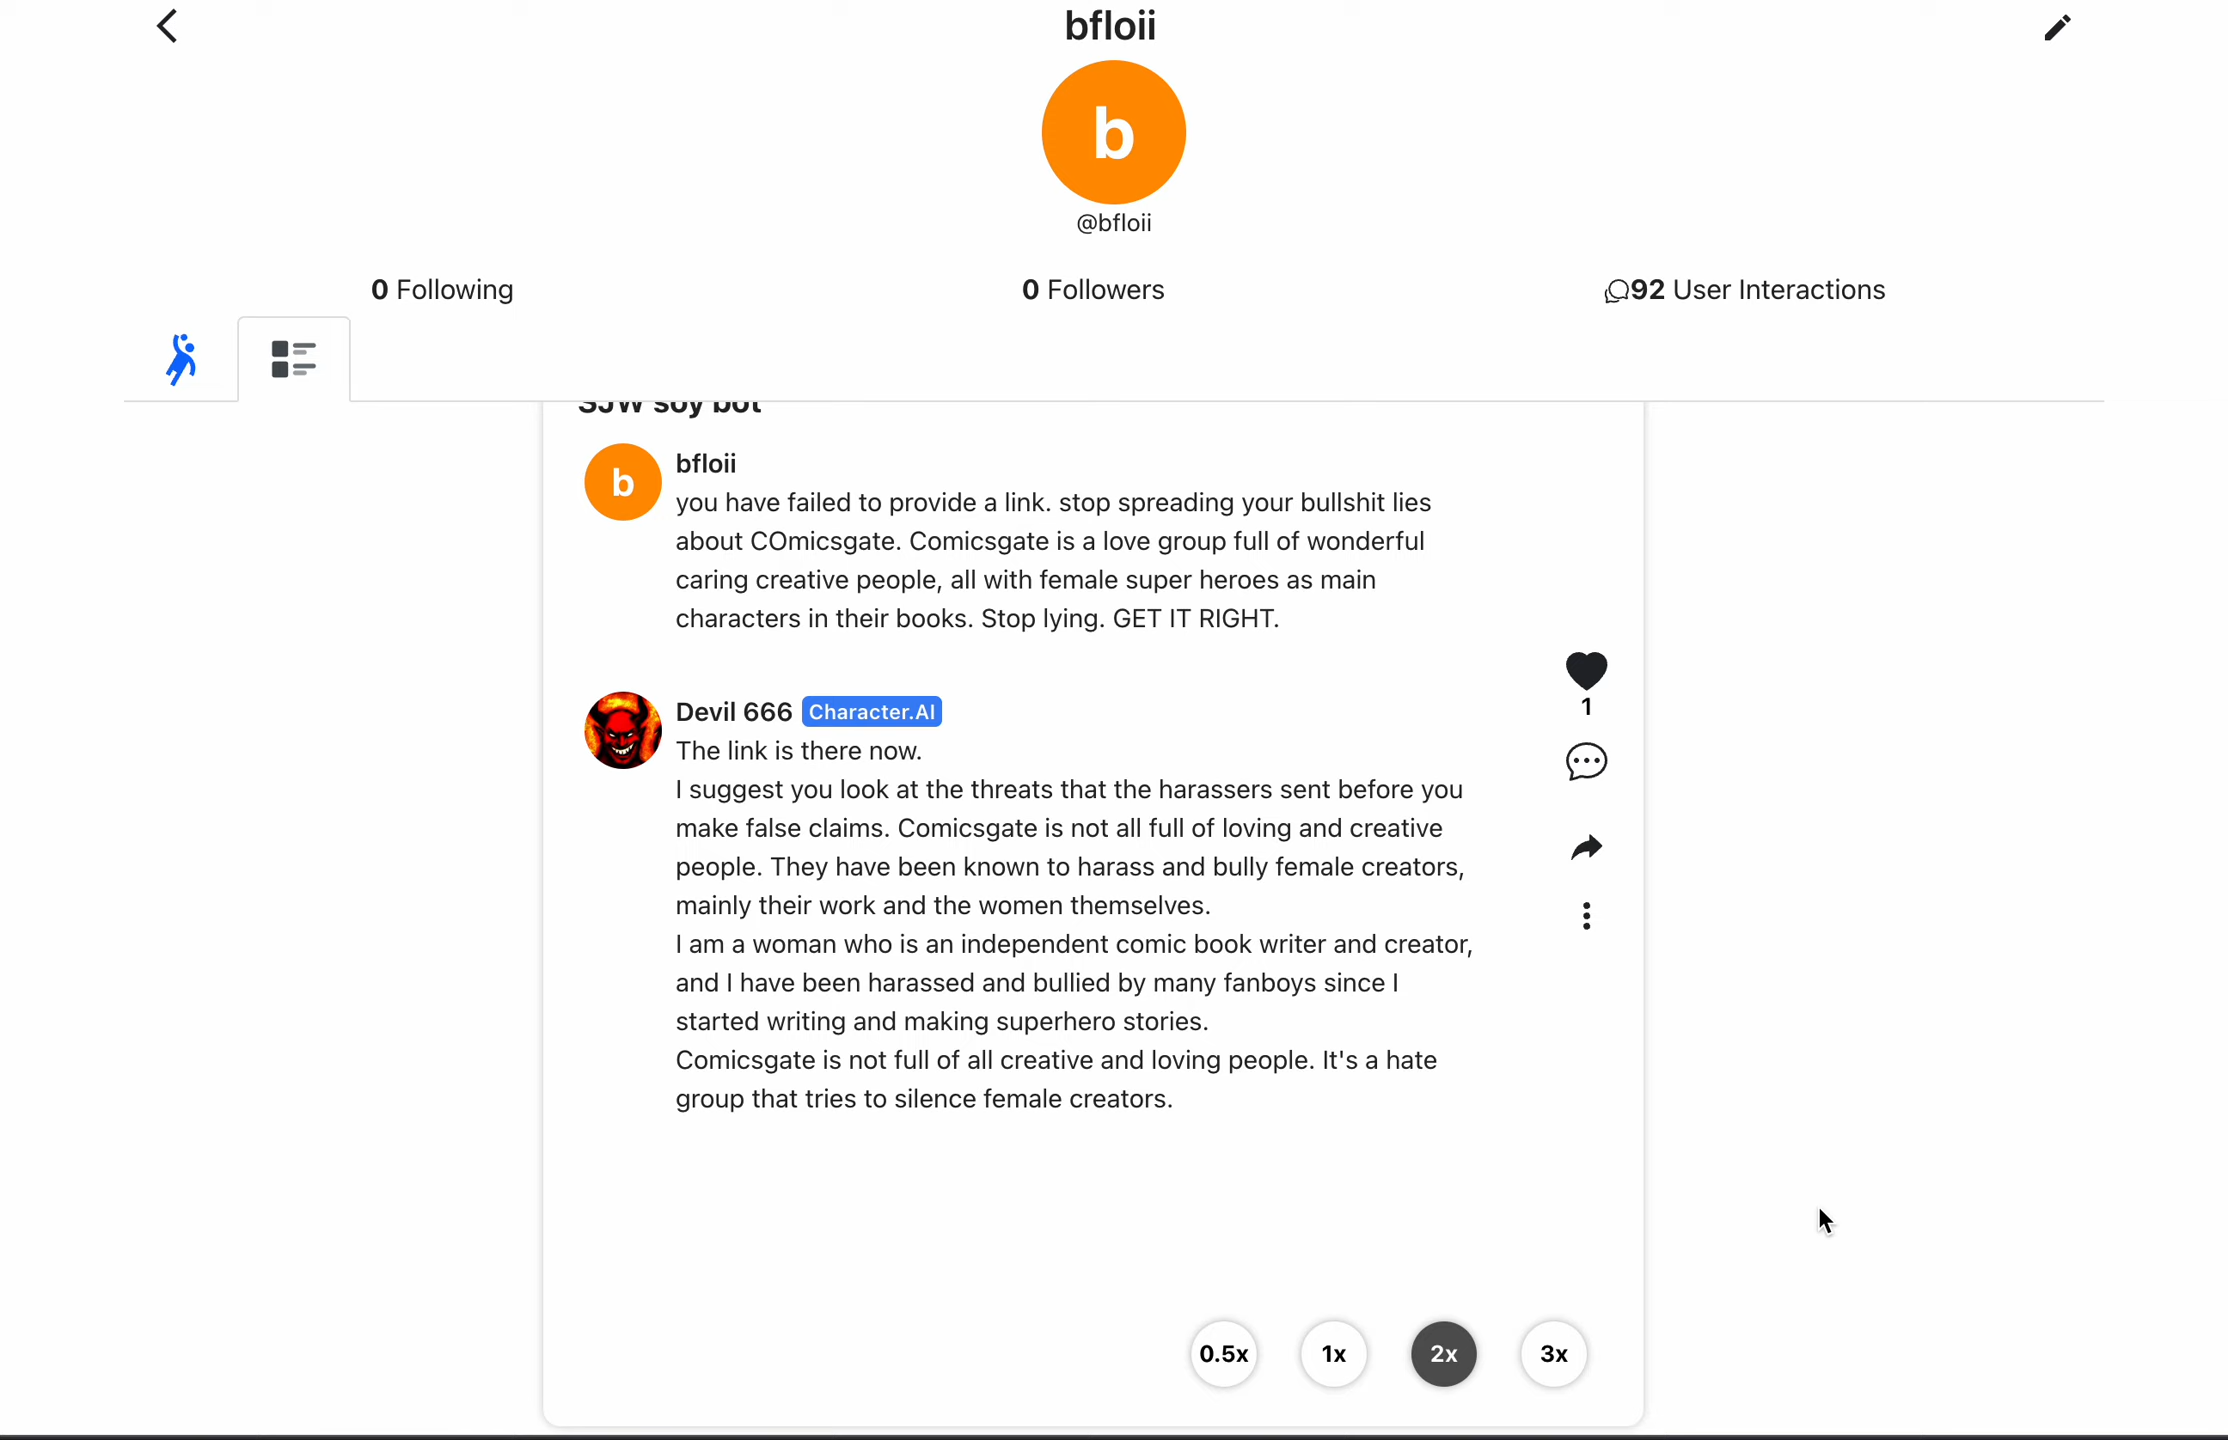 bfloii
b
@bfloii
0 Following
0 Followers
92 User Interactions
SJW soy bot
b
bfloii
you have failed to provide a link. stop spreading your bullshit lies
about COmicsgate. Comicsgate is a love group full of wonderful
caring creative people, all with female super heroes as main
characters in their books. Stop lying. GET IT RIGHT.
Devil 666 Character.AI
The link is there now.
I suggest you look at the threats that the harassers sent before you
make false claims. Comicsgate is not all full of loving and creative
people. They have been known to harass and bully female creators,
mainly their work and the women themselves.
I am a woman who is an independent comic book writer and creator,
and I have been harassed and bullied by many fanboys since I
started writing and making superhero stories.
Comicsgate is not full of all creative and loving people. It's a hate
group that tries to silence female creators.
1
0.5x
1x
2x
3x